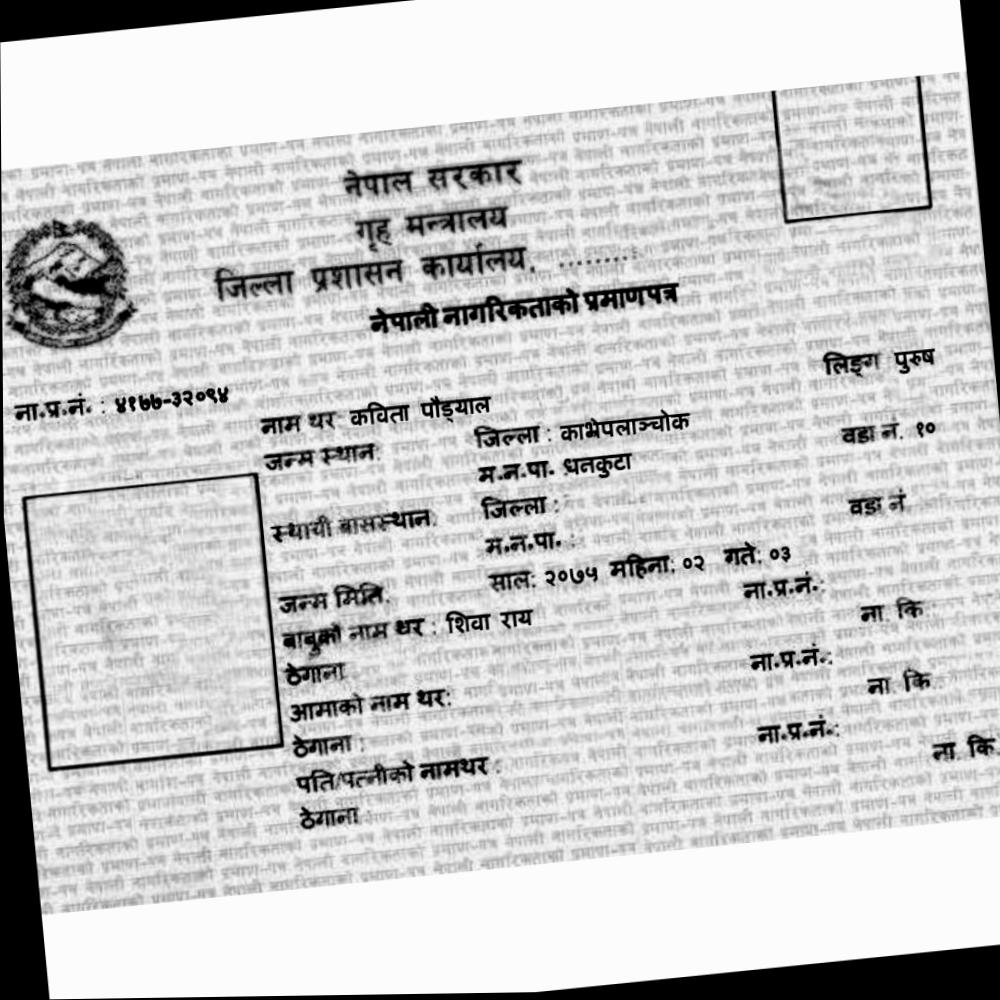 नेपाल सरकार
गृह मन्त्रालय
जिल्ला प्रशासन कार्यालय, .........
नेपाली नागरिकताको प्रमाणपत्र
लिङ्ग पुरुष
ना.प्र.नं. : ४१७७-३२०९४
नाम थर: कविता पौड्याल
जन्म स्थान: जिल्ला : काभ्रेपलाञ्चोक
म.न.पा. धनकुटा वडा नं. १०
स्थायी बासस्थान: जिल्ला :
म.न.पा. : वडा नं.
जन्म मिति: साल: २०७५ महिना: ०२ गते: ०३
बाबुको नाम थर : शिवा राय ना.प्र.नं.:
ठेगाना ना. कि.
आमाको नाम थर: ना.प्र.नं.:
ठेगाना : ना. कि.
पति/पत्नीको नामथर : ना.प्र.नं.:
ठेगाना ना. कि.